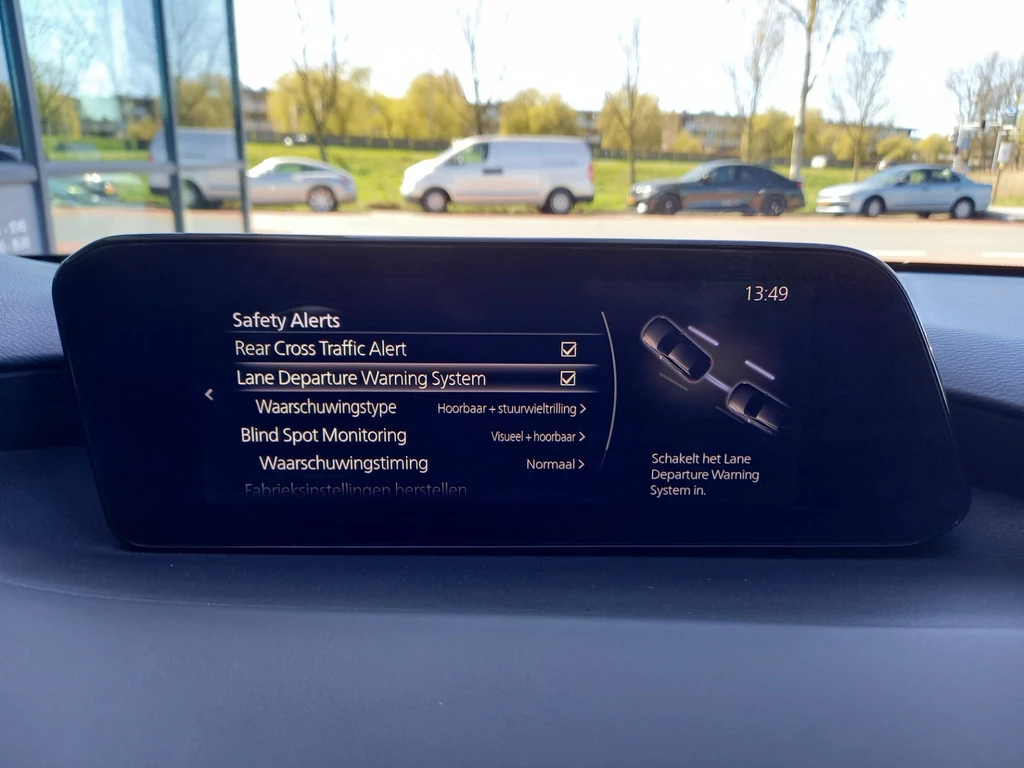 13:49
Safety Alerts
Rear Cross Traffic Alert
Lane Departure Warning System
Waarschuwingstype Hoorbaar + stuurwieltrilling >
Blind Spot Monitoring Visueel + hoorbaar >
Waarschuwingstiming Normaal >
Fabrieksinstellingen herstellen
Schakelt het Lane
Departure Warning
System in.